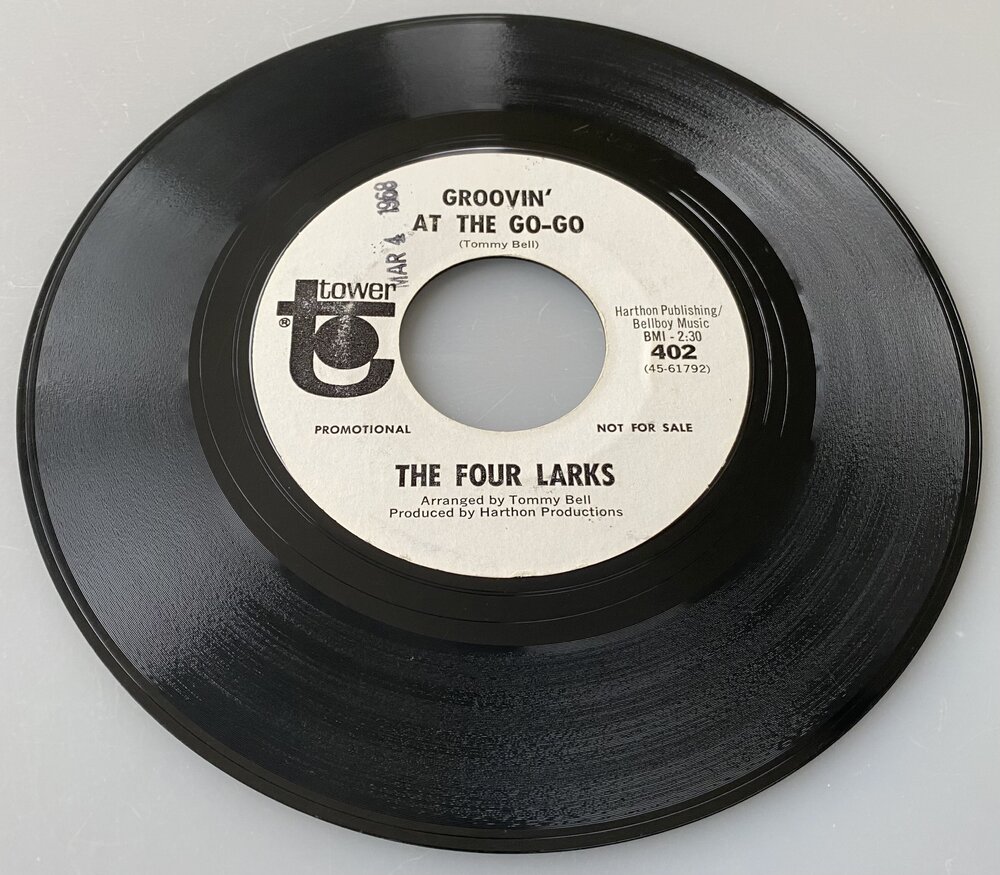 GROOVIN'
AT THE GO-GO
(Tommy Bell)
MAR 4 1968
tower
®
Harthon Publishing/
Bellboy Music
BMI - 2:30
402
(45-61792)
PROMOTIONAL
NOT FOR SALE
THE FOUR LARKS
Arranged by Tommy Bell
Produced by Harthon Productions